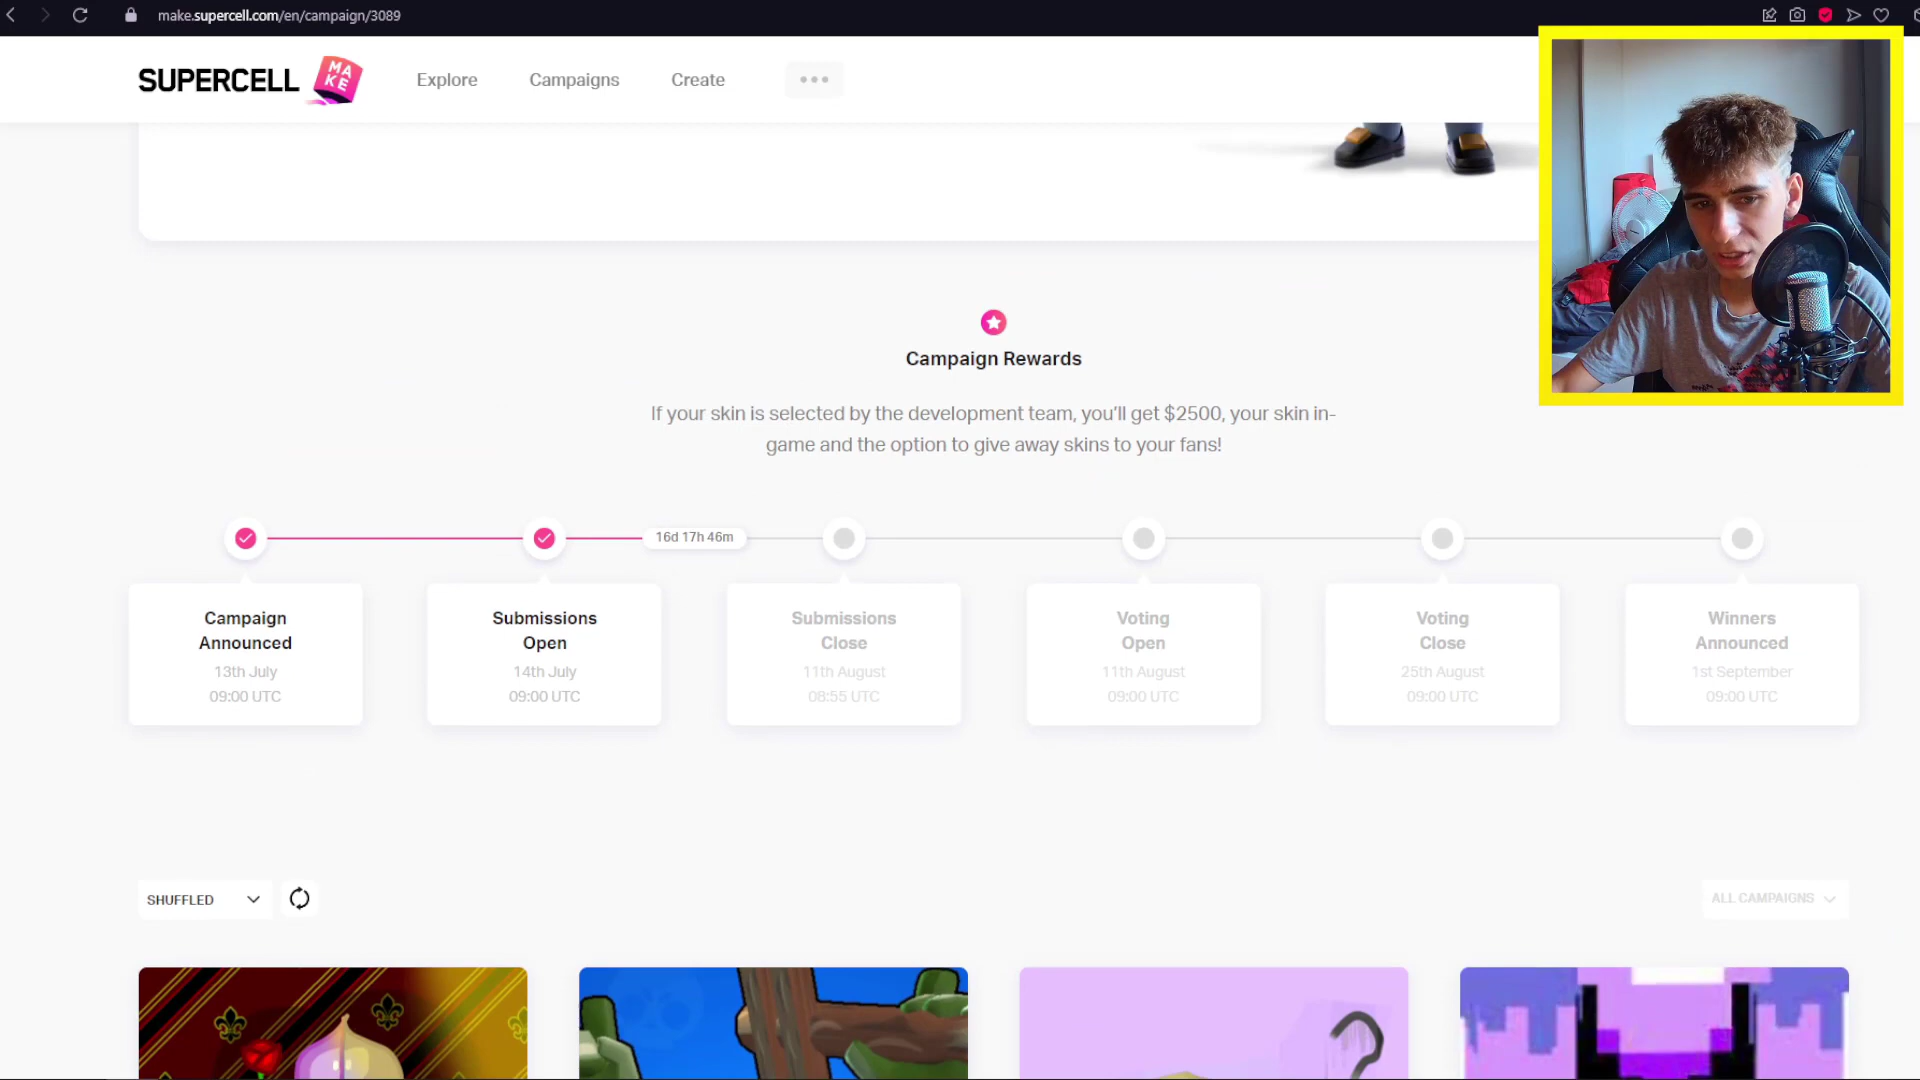 make.supercell.com/en/campaign/3089
SUPERCELL MAKE
Explore
Campaigns
Create
Campaign Rewards
If your skin is selected by the development team, you'll get $2500, your skin in-
game and the option to give away skins to your fans!
16d 17h 46m
Campaign
Announced
13th July
09:00 UTC
Submissions
Open
14th July
09:00 UTC
Submissions
Close
11th August
08:55 UTC
Voting
Open
11th August
09:00 UTC
Voting
Close
25th August
09:00 UTC
Winners
Announced
1st September
09:00 UTC
SHUFFLED
ALL CAMPAIGNS